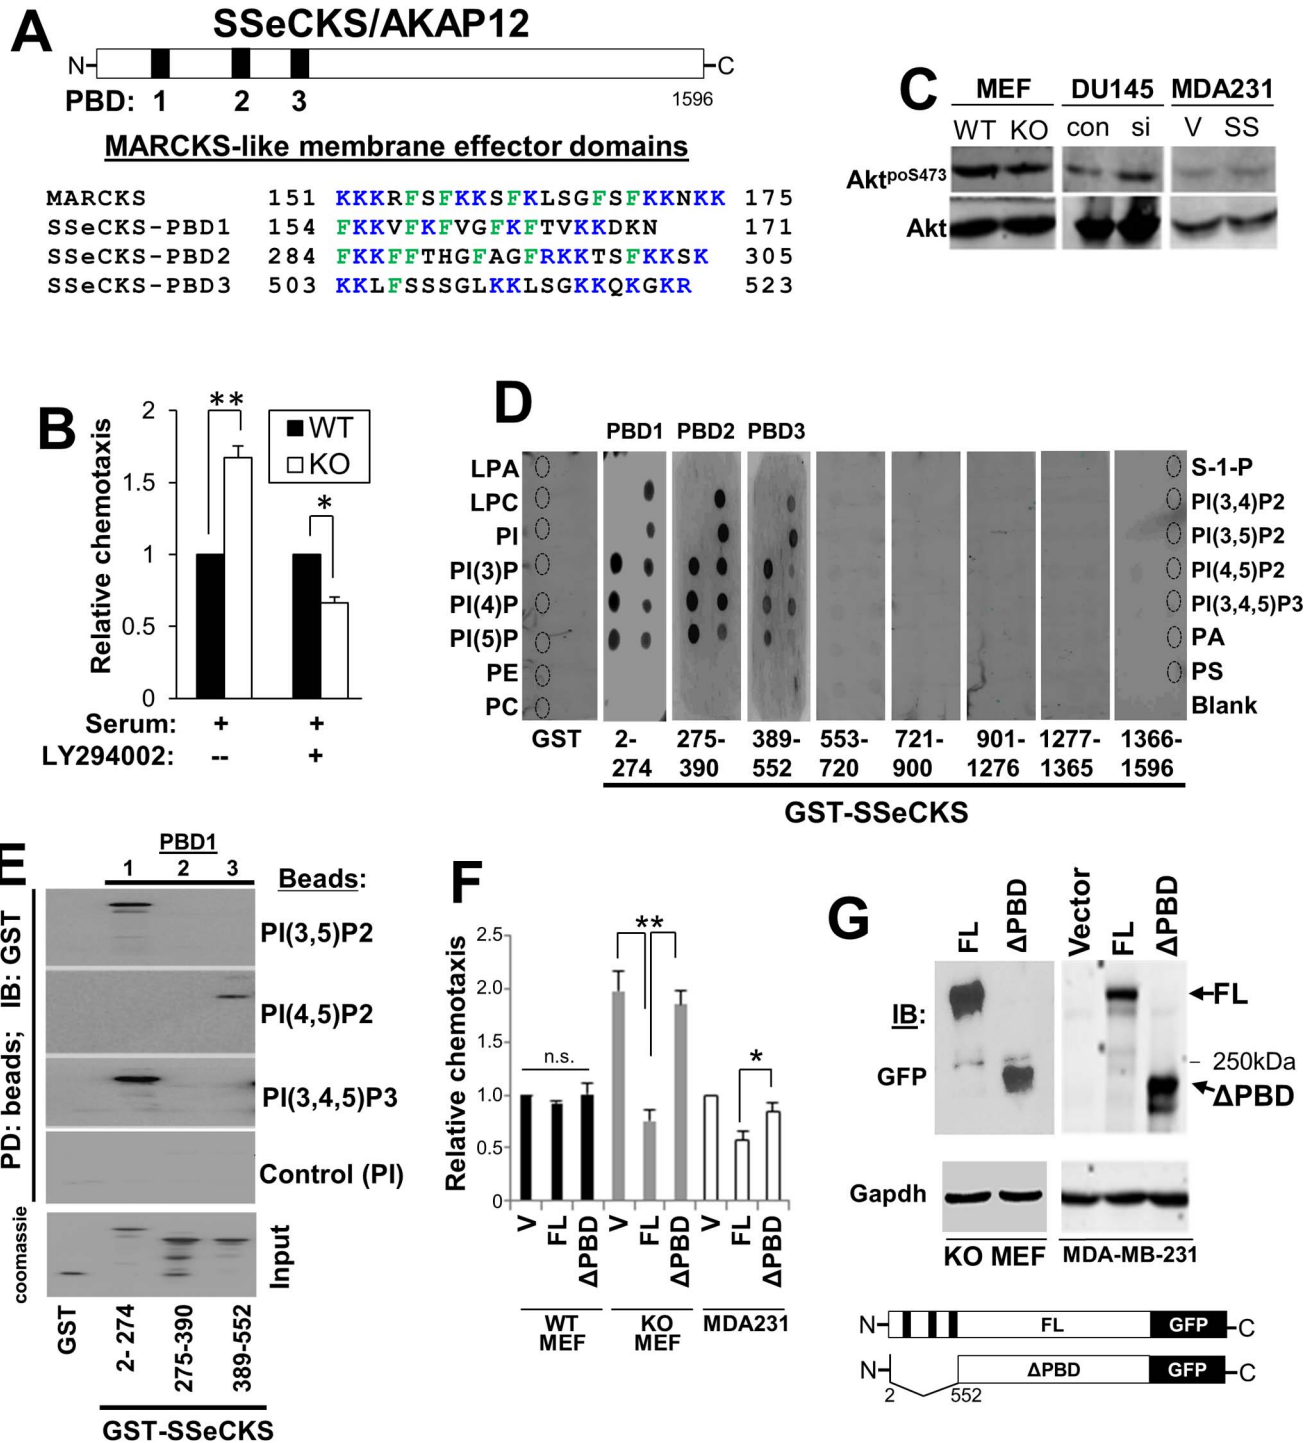 A
SSeCKS/AKAP12
N C
PBD: 1 2 3 1596
MARCKS-like membrane effector domains
MARCKS 151 KKKRFSFKKSFKLSGFSFKKNKK 175
SSeCKS-PBD1 154 FKKVFKFVGFKFTVKKDKN 171
SSeCKS-PBD2 284 FKKFFTHGFAGFRKKTSFKKSK 305
SSeCKS-PBD3 503 KKLFSSSGLKKLSGKKQKGKR 523
C
MEF DU145 MDA231
WT KO con si V SS
AktpoS473
Akt
B
Relative chemotaxis
2
1.5
1
0.5
0
** *
WT
KO
Serum: + +
LY294002: -- +
D
PBD1 PBD2 PBD3
LPA
LPC
PI
PI(3)P
PI(4)P
PI(5)P
PE
PC
S-1-P
PI(3,4)P2
PI(3,5)P2
PI(4,5)P2
PI(3,4,5)P3
PA
PS
Blank
GST 2- 275- 389- 553- 721- 901- 1277- 1366-
274 390 552 720 900 1276 1365 1596
GST-SSeCKS
E
PBD1
1 2 3
Beads:
PD: beads; IB: GST
PI(3,5)P2
PI(4,5)P2
PI(3,4,5)P3
Control (PI)
coomassie
Input
GST
2- 274
275-390
389-552
GST-SSeCKS
F
Relative chemotaxis
2.5
2.0
1.5
1.0
0.5
0
n.s. ** *
V FL ΔPBD V FL ΔPBD V FL ΔPBD
WT KO MDA231
MEF MEF
G
FL ΔPBD Vector FL ΔPBD
IB:
GFP
FL
250kDa
ΔPBD
Gapdh
KO MEF MDA-MB-231
N FL GFP C
N ΔPBD GFP C
2 552